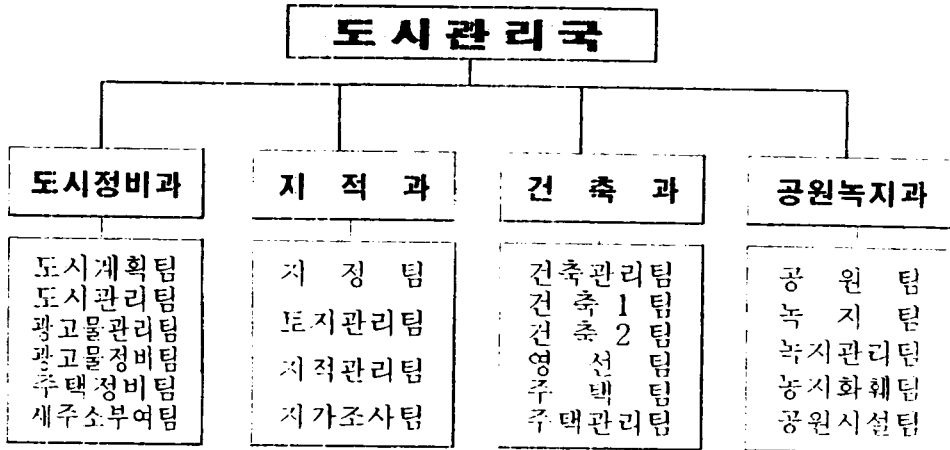 도시관리국
도시정비과
도시계획팀
도시관리팀
광고물관리팀
광고물정비팀
주택정비팀
새주소부여팀
지 적 과
지 정 팀
토지관리팀
지적관리팀
지가조사팀
건 축 과
건축관리팀
건 축 1 팀
건 축 2 팀
영 선 팀
주 택 팀
주택관리팀
공원녹지과
공 원 팀
녹 지 팀
녹지관리팀
농지화훼팀
공원시설팀